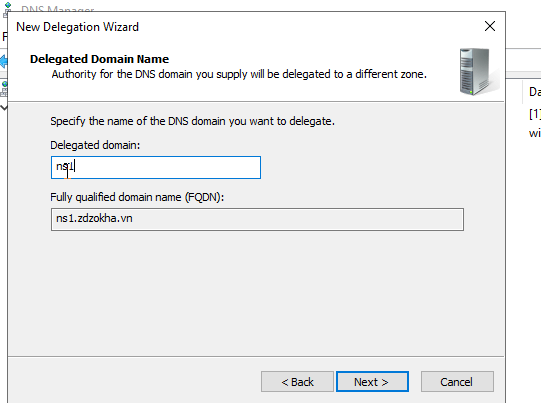 DNS Manager
New Delegation Wizard
Delegated Domain Name
Authority for the DNS domain you supply will be delegated to a different zone.
Da
[1]
wi
Specify the name of the DNS domain you want to delegate.
Delegated domain:
ns1
Fully qualified domain name (FQDN):
ns1.zdzokha.vn
< Back
Next >
Cancel